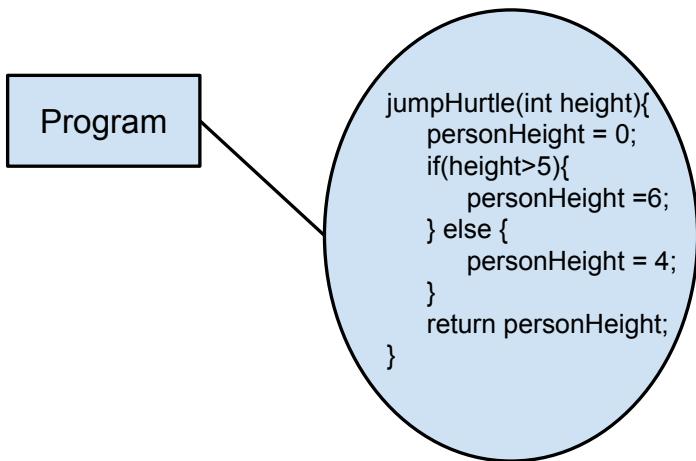 Program
jumpHurtle(int height){
personHeight = 0;
if(height>5){
personHeight =6;
} else {
personHeight = 4;
}
return personHeight;
}